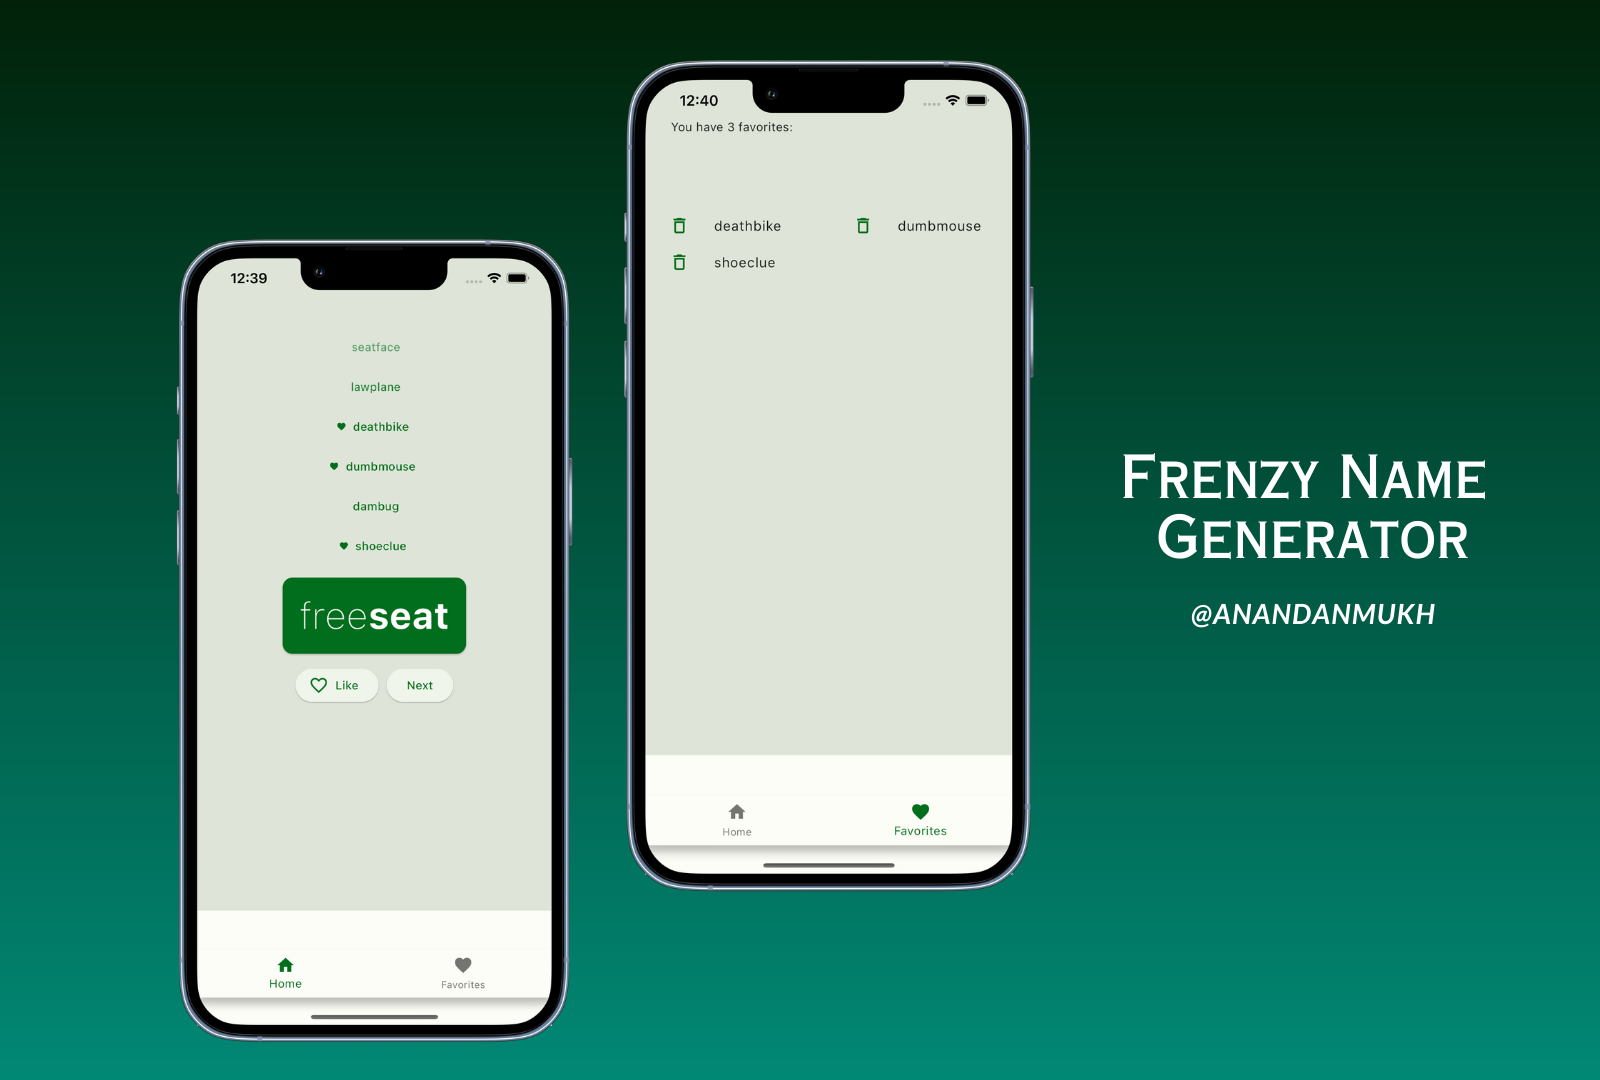 12:39
seatface
lawplane
deathbike
dumbmouse
dambug
shoeclue
freeseat
Like Next
Home Favorites
12:40
You have 3 favorites:
deathbike dumbmouse
shoeclue
Home Favorites
FRENZY NAME
GENERATOR
@ANANDANMUKH